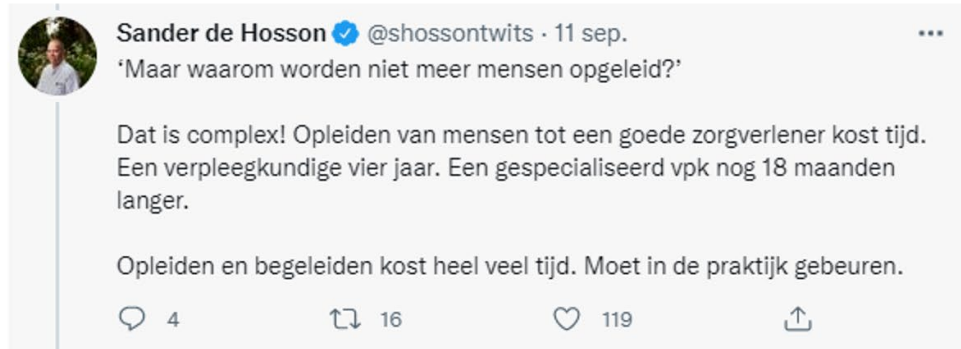 Sander de Hosson @shossontwits · 11 sep.
‘Maar waarom worden niet meer mensen opgeleid?’
Dat is complex! Opleiden van mensen tot een goede zorgverlener kost tijd.
Een verpleegkundige vier jaar. Een gespecialiseerd vpk nog 18 maanden
langer.
Opleiden en begeleiden kost heel veel tijd. Moet in de praktijk gebeuren.
4 16 119